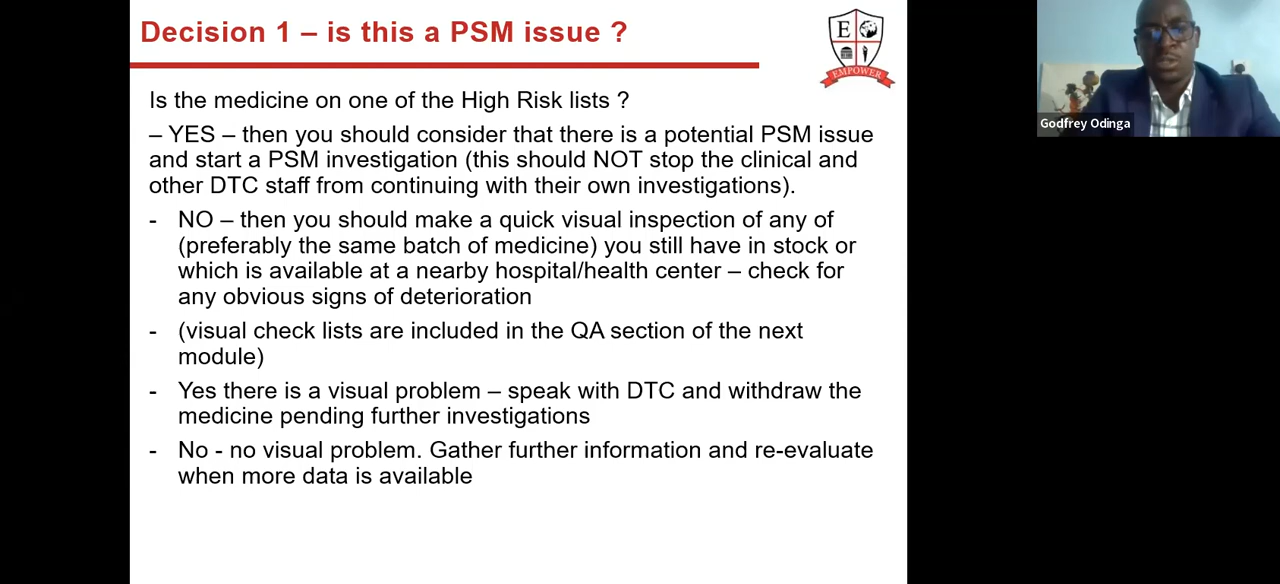 Decision 1 – is this a PSM issue ?
E
EMPOWER
Is the medicine on one of the High Risk lists ?
– YES – then you should consider that there is a potential PSM issue
and start a PSM investigation (this should NOT stop the clinical and
other DTC staff from continuing with their own investigations).
- NO – then you should make a quick visual inspection of any of
(preferably the same batch of medicine) you still have in stock or
which is available at a nearby hospital/health center – check for
any obvious signs of deterioration
- (visual check lists are included in the QA section of the next
module)
- Yes there is a visual problem – speak with DTC and withdraw the
medicine pending further investigations
- No - no visual problem. Gather further information and re-evaluate
when more data is available
Godfrey Odinga